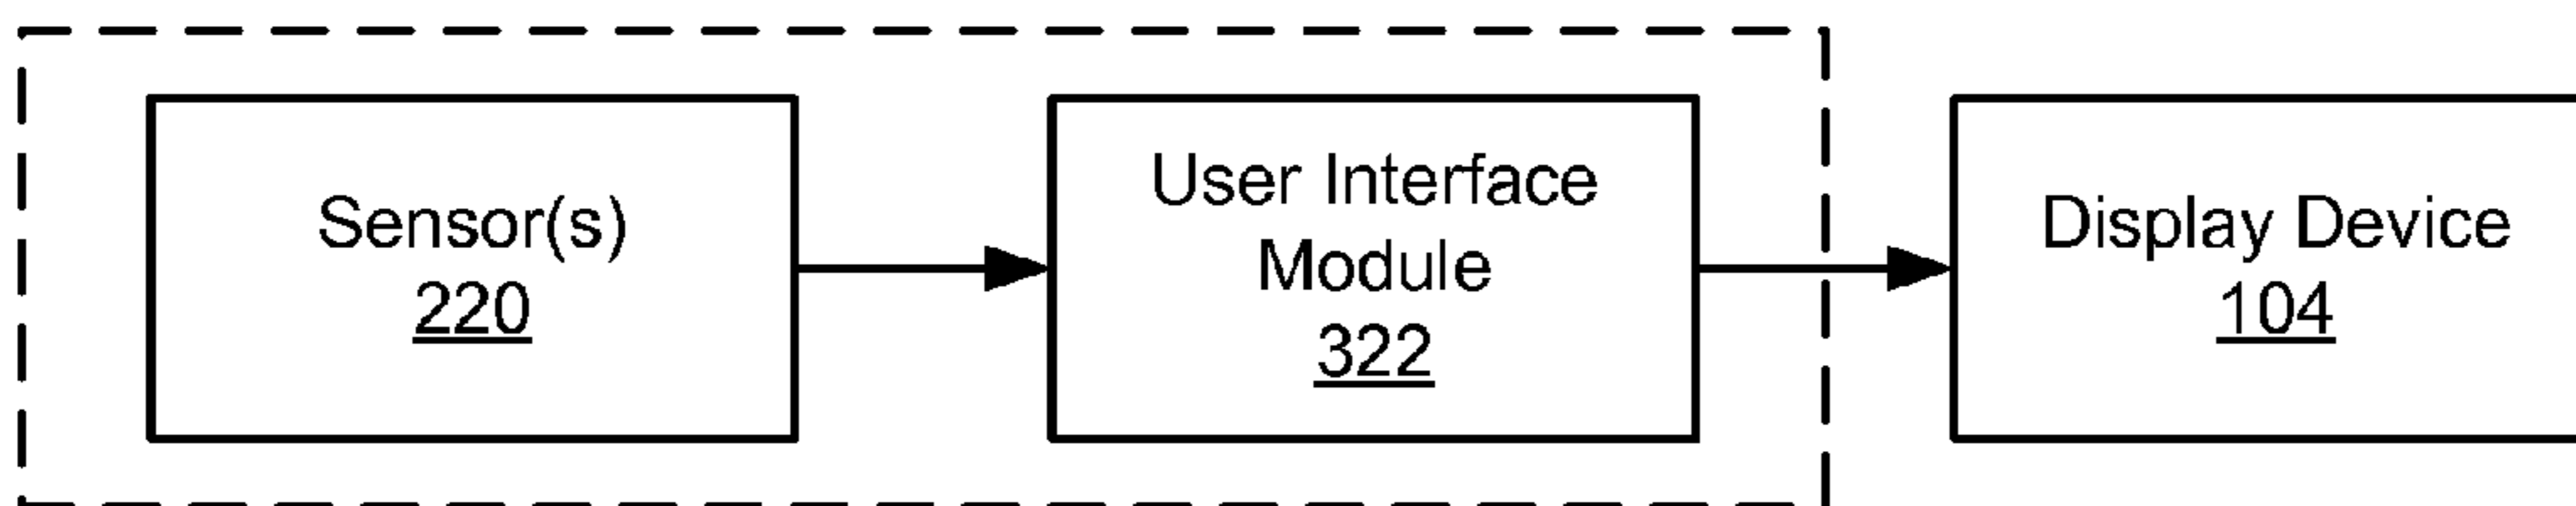 Sensor(s)
220
User Interface
Module
322
Display Device
104